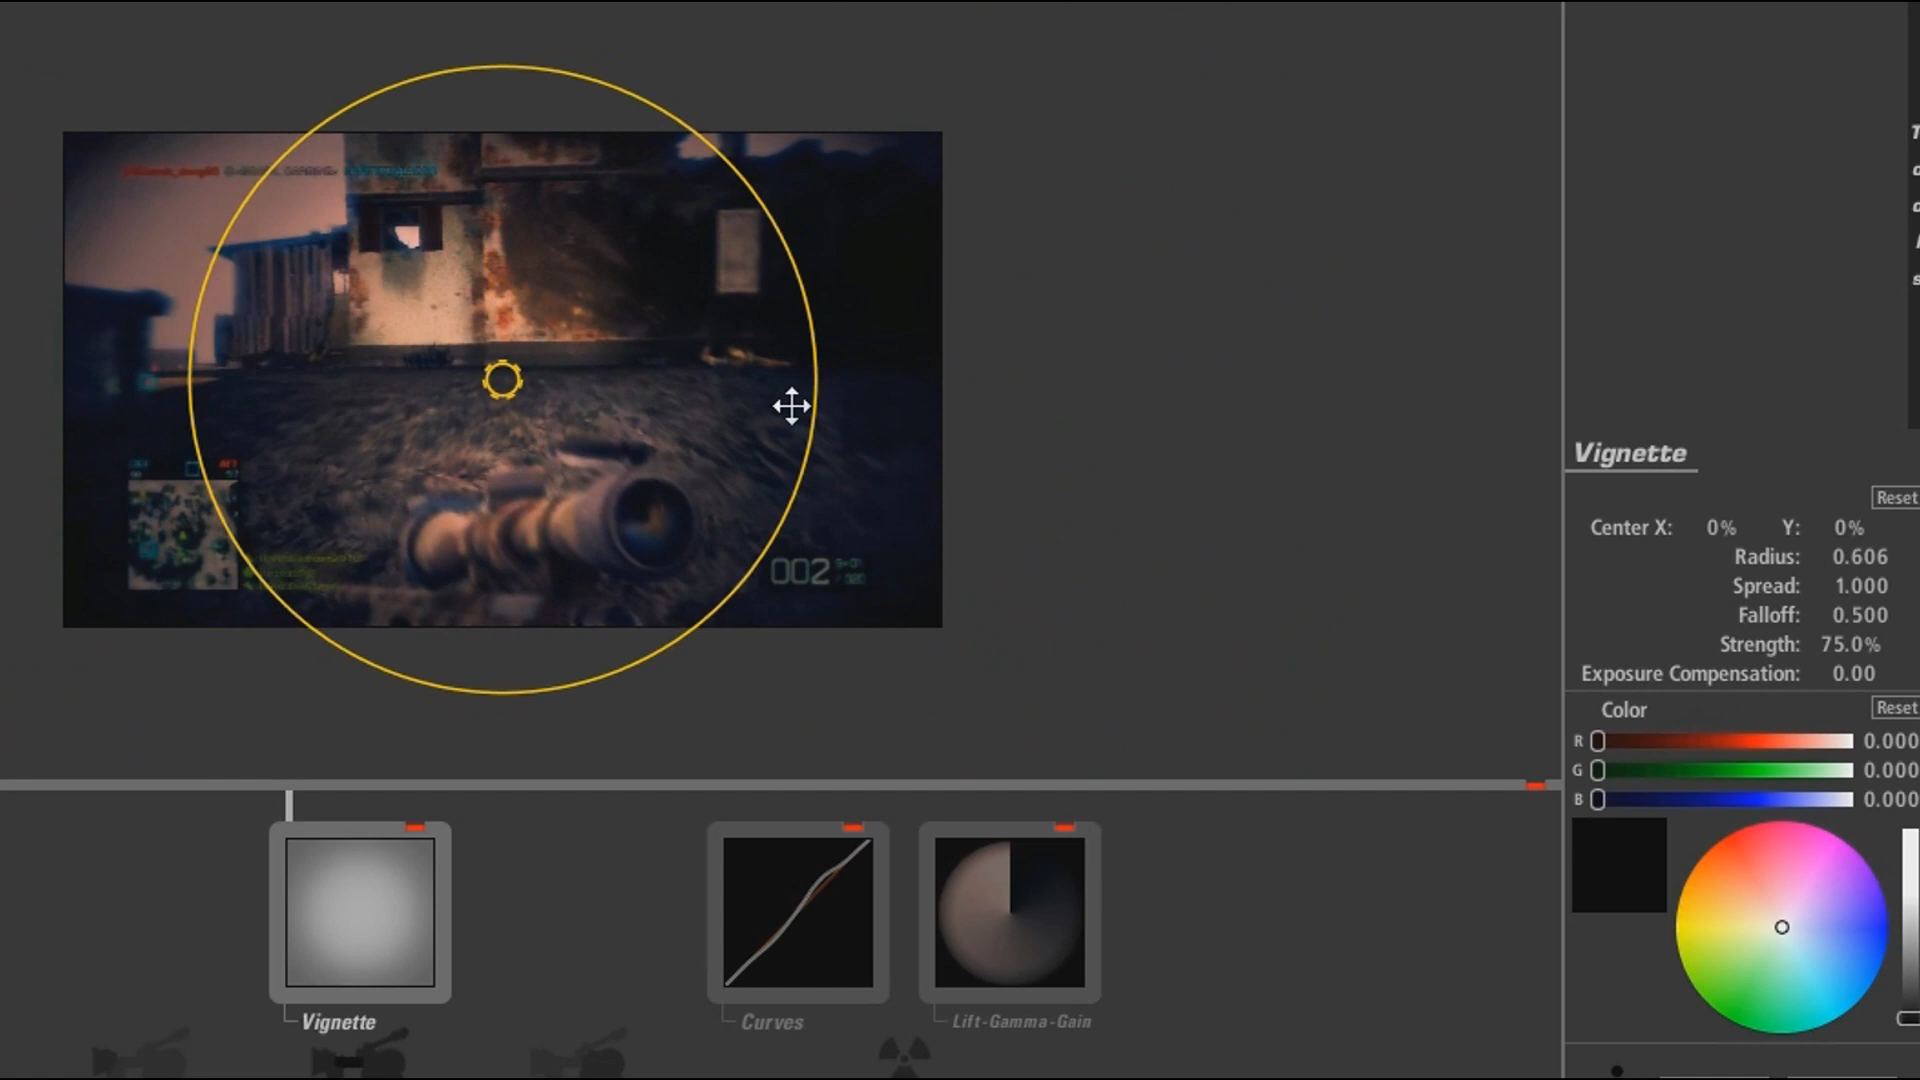 002
Vignette
Reset
Center X: 0% Y: 0%
Radius: 0.606
Spread: 1.000
Falloff: 0.500
Strength: 75.0%
Exposure Compensation: 0.00
Color Reset
R 0.000
G 0.000
B 0.000
Vignette
Curves
Lift-Gamma-Gain